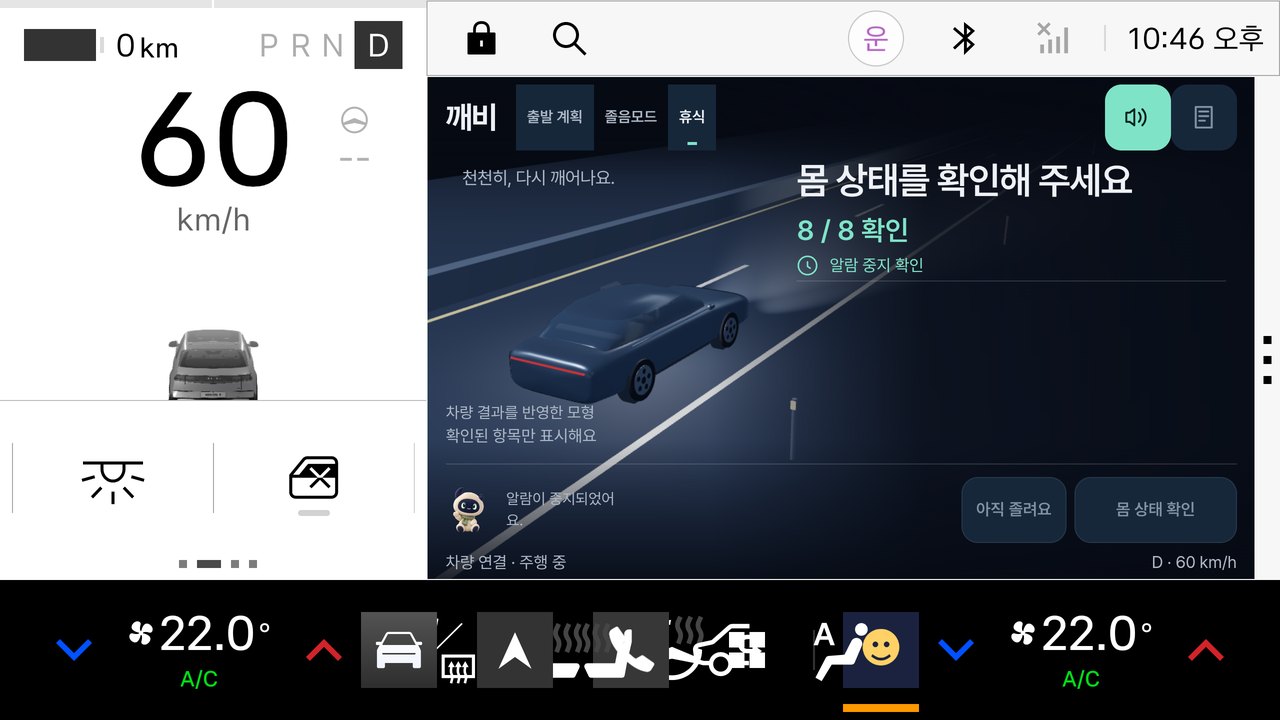 0 km
P R N D
60
km/h
--
운
10:46 오후
깨비
출발 계획
졸음모드
휴식
천천히, 다시 깨어나요.
몸 상태를 확인해 주세요
8 / 8 확인
알람 중지 확인
차량 결과를 반영한 모형
확인된 항목만 표시해요
알람이 중지되었어
요.
아직 졸려요
몸 상태 확인
차량 연결 · 주행 중
D · 60 km/h
22.0°
A/C
A
22.0°
A/C